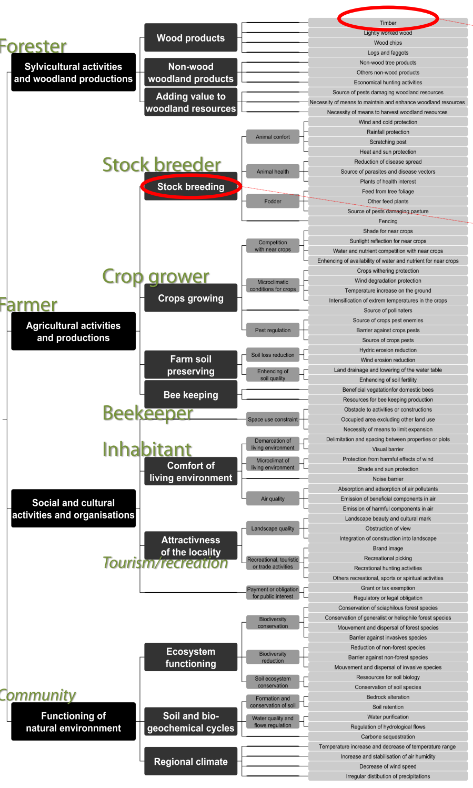 Forester
Sylvicultural activities
and woodland productions
Wood products
Timber
Lightly worked wood
Wood chips
Logs and faggots
Non-wood
woodland products
Non-wood tree products
Others non-wood products
Economical hunting activities
Adding value to
woodland resources
Source of pests damaging woodland resources
Necessity of means to maintain and enhance woodland resources
Necessity of means to harvest woodland resources
Farmer
Agricultural activities
and productions
Stock breeder
Stock breeding
Animal confort
Wind and cold protection
Rainfall protection
Scratching post
Heat and sun protection
Animal health
Reduction of disease spread
Source of parasites and disease vectors
Plants of health interest
Fodder
Feed from tree foliage
Other feed plants
Source of pests damaging pasture
Fencing
Crop grower
Crops growing
Competition
with near crops
Shade for near crops
Sunlight reflection for near crops
Water and nutrient competition with near crops
Enhencing of availability of water and nutrient for near crops
Microclimatic
conditions for crops
Crops withering protection
Wind degradation protection
Temperature increase on the ground
Intensification of extrem temperatures in the crops
Source of poll naters
Pest regulation
Source of crops pest enemies
Barrier against crops pests
Source of crops pests
Farm soil
preserving
Soil loss reduction
Hydric erosion reduction
Wind erosion reduction
Enhencing of
soil quality
Land drainage and lowering of the water table
Enhencing of soil fertility
Bee keeping
Beneficial vegetationfor domestic bees
Resources for bee keeping production
Beekeeper
Space use constraint
Obstacle to activities or constructions
Occupied area excluding other land use
Necessity of means to limit expansion
Social and cultural
activities and organisations
Inhabitant
Comfort of
living environment
Demarcation of
living environment
Delimitation and spacing between properties or plots
Visual barrier
Microclimat of
living environment
Protection from harmful effects of wind
Shade and sun protection
Noise barrier
Air quality
Absorption and adsorption of air pollutants
Emission of beneficial components in air
Emission of harmful components in air
Attractivness
of the locality
Tourism/recreation
Landscape quality
Landscape beauty and cultural mark
Obstruction of view
Integration of construction into landscape
Recreational, touristic
or trade activities
Brand image
Recreational picking
Recreational hunting activities
Others recreational, sports or spiritual activities
Payment or obligation
for public interest
Grant or tax exemption
Regulatory or legal obligation
Community
Functioning of
natural environnment
Ecosystem
functioning
Biodiversity
conservation
Conservation of sciaphilous forest species
Conservation of generalist or heliophile forest species
Mouvement and dispersal of forest species
Barrier against invasives species
Biodiversity
reduction
Reduction of non-forest species
Barrier against non-forest species
Mouvement and dispersal of invasive species
Soil ecosystem
conservation
Ressources for soil biology
Conservation of soil species
Soil and bio-
geochemical cycles
Formation and
conservation of soil
Bedrock alteration
Soil retention
Water quality and
flows regulation
Water purification
Regulation of hydrological flows
Carbone sequestration
Regional climate
Temperature increase and decrease of temperature range
Increase and stabilisation of air humidity
Decrease of wind speed
Irregular distibution of precipitations